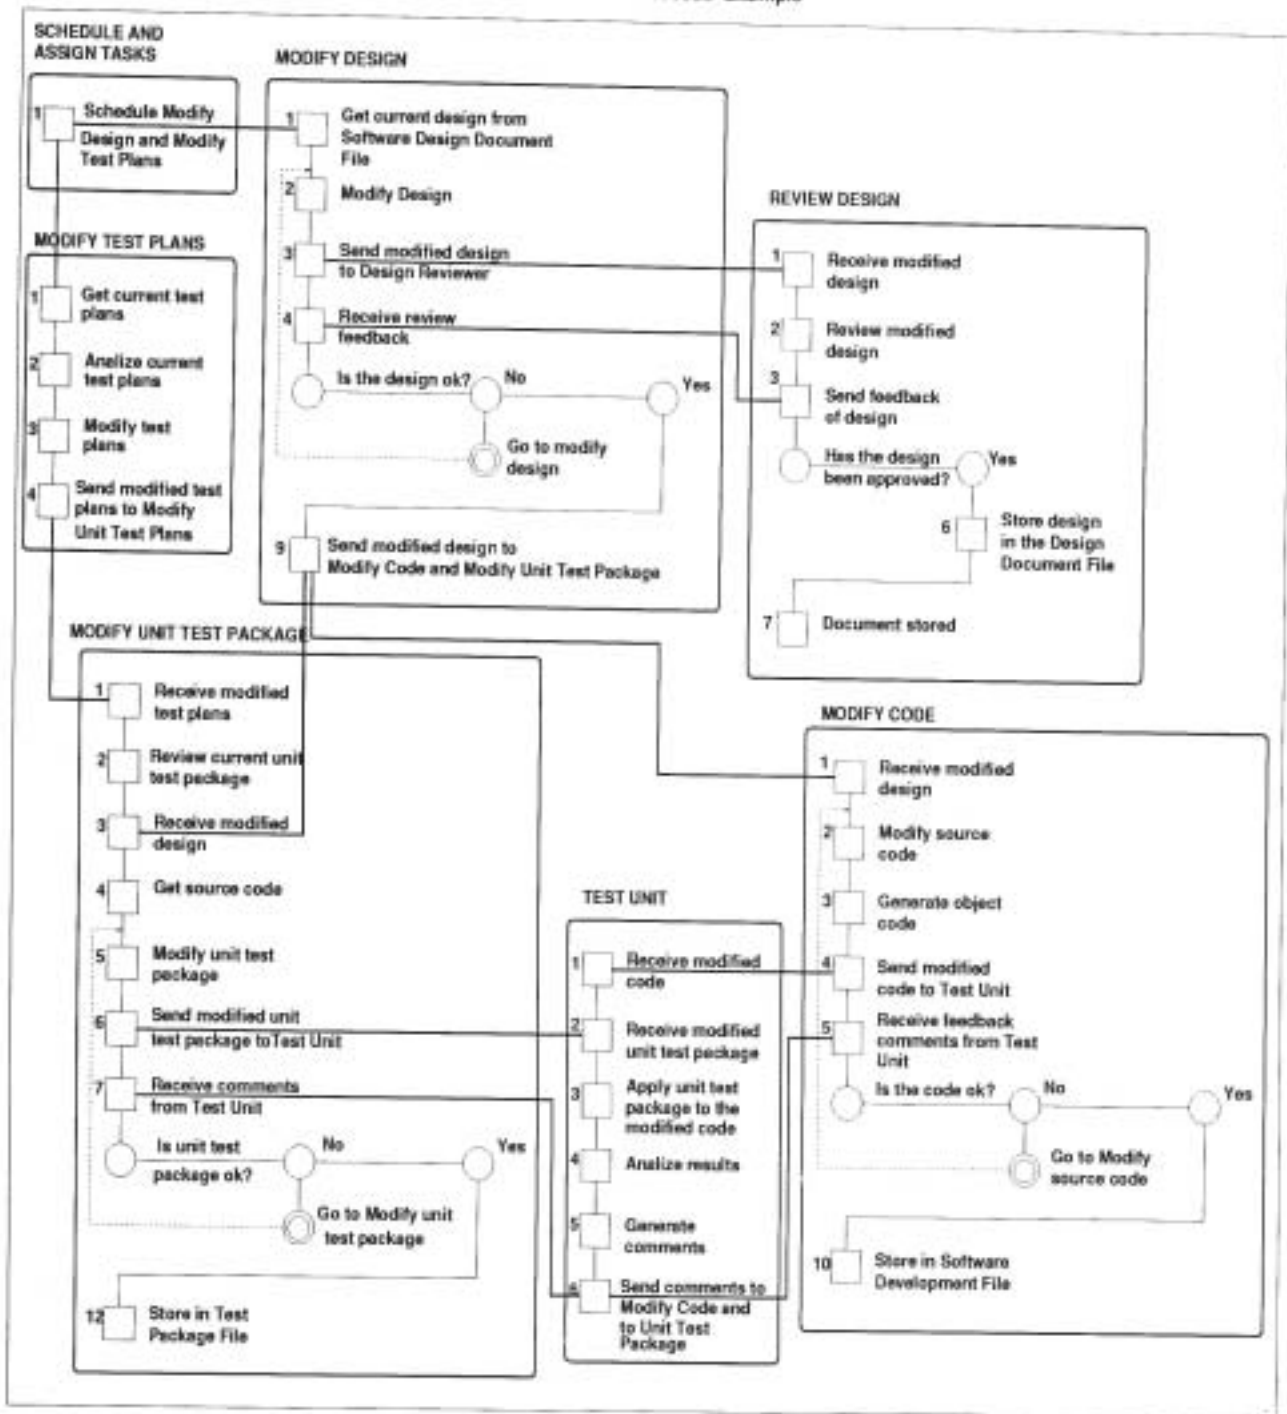 Example
SCHEDULE AND
ASSIGN TASKS
1
Schedule Modify
Design and Modify
Test Plans
MODIFY DESIGN
1
Get current design from
Software Design Document
File
2
Modify Design
3
Send modified design
to Design Reviewer
4
Receive review
feedback
Is the design ok?
No
Yes
Go to modify
design
9
Send modified design to
Modify Code and Modify Unit Test Package
REVIEW DESIGN
1
Receive modified
design
2
Review modified
design
3
Send feedback
of design
Has the design
been approved?
Yes
6
Store design
in the Design
Document File
7
Document stored
MODIFY TEST PLANS
1
Get current test
plans
2
Analize current
test plans
3
Modify test
plans
4
Send modified test
plans to Modify
Unit Test Plans
MODIFY UNIT TEST PACKAGE
1
Receive modified
test plans
2
Review current unit
test package
3
Receive modified
design
4
Get source code
5
Modify unit test
package
6
Send modified unit
test package toTest Unit
7
Receive comments
from Test Unit
Is unit test
package ok?
No
Yes
Go to Modify unit
test package
12
Store in Test
Package File
TEST UNIT
1
Receive modified
code
2
Receive modified
unit test package
3
Apply unit test
package to the
modified code
4
Analize results
5
Generate
comments
6
Send comments to
Modify Code and
to Unit Test
Package
MODIFY CODE
1
Receive modified
design
2
Modify source
code
3
Generate object
code
4
Send modified
code to Test Unit
5
Receive feedback
comments from Test
Unit
Is the code ok?
No
Yes
Go to Modify
source code
10
Store in Software
Development File